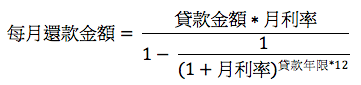 每月還款金額 = 貸款金額 * 月利率
1 − 1
(1 + 月利率)貸款年限*12